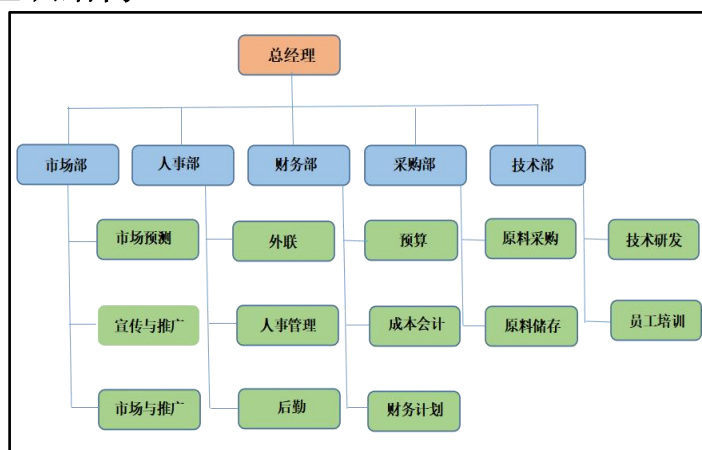 总经理
市场部
人事部
财务部
采购部
技术部
市场预测
外联
预算
原料采购
技术研发
宣传与推广
人事管理
成本会计
原料储存
员工培训
市场与推广
后勤
财务计划